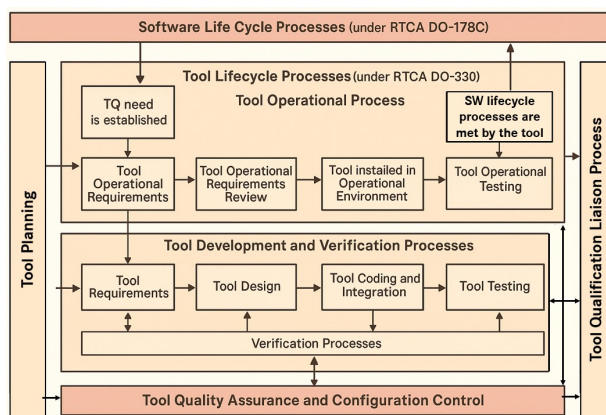 Software Life Cycle Processes (under RTCA DO-178C)
Tool Lifecycle Processes (under RTCA DO-330)
Tool Operational Process
TQ need
is established
SW lifecycle
processes are
met by the tool
Tool
Operational
Requirements
Tool Operational
Requirements
Review
Tool instailed in
Operational
Environment
Tool Operational
Testing
Tool Planning
Tool Qualification Liaison Process
Tool Development and Verification Processes
Tool
Requirements
Tool Design
Tool Coding and
Integration
Tool Testing
Verification Processes
Tool Quality Assurance and Configuration Control